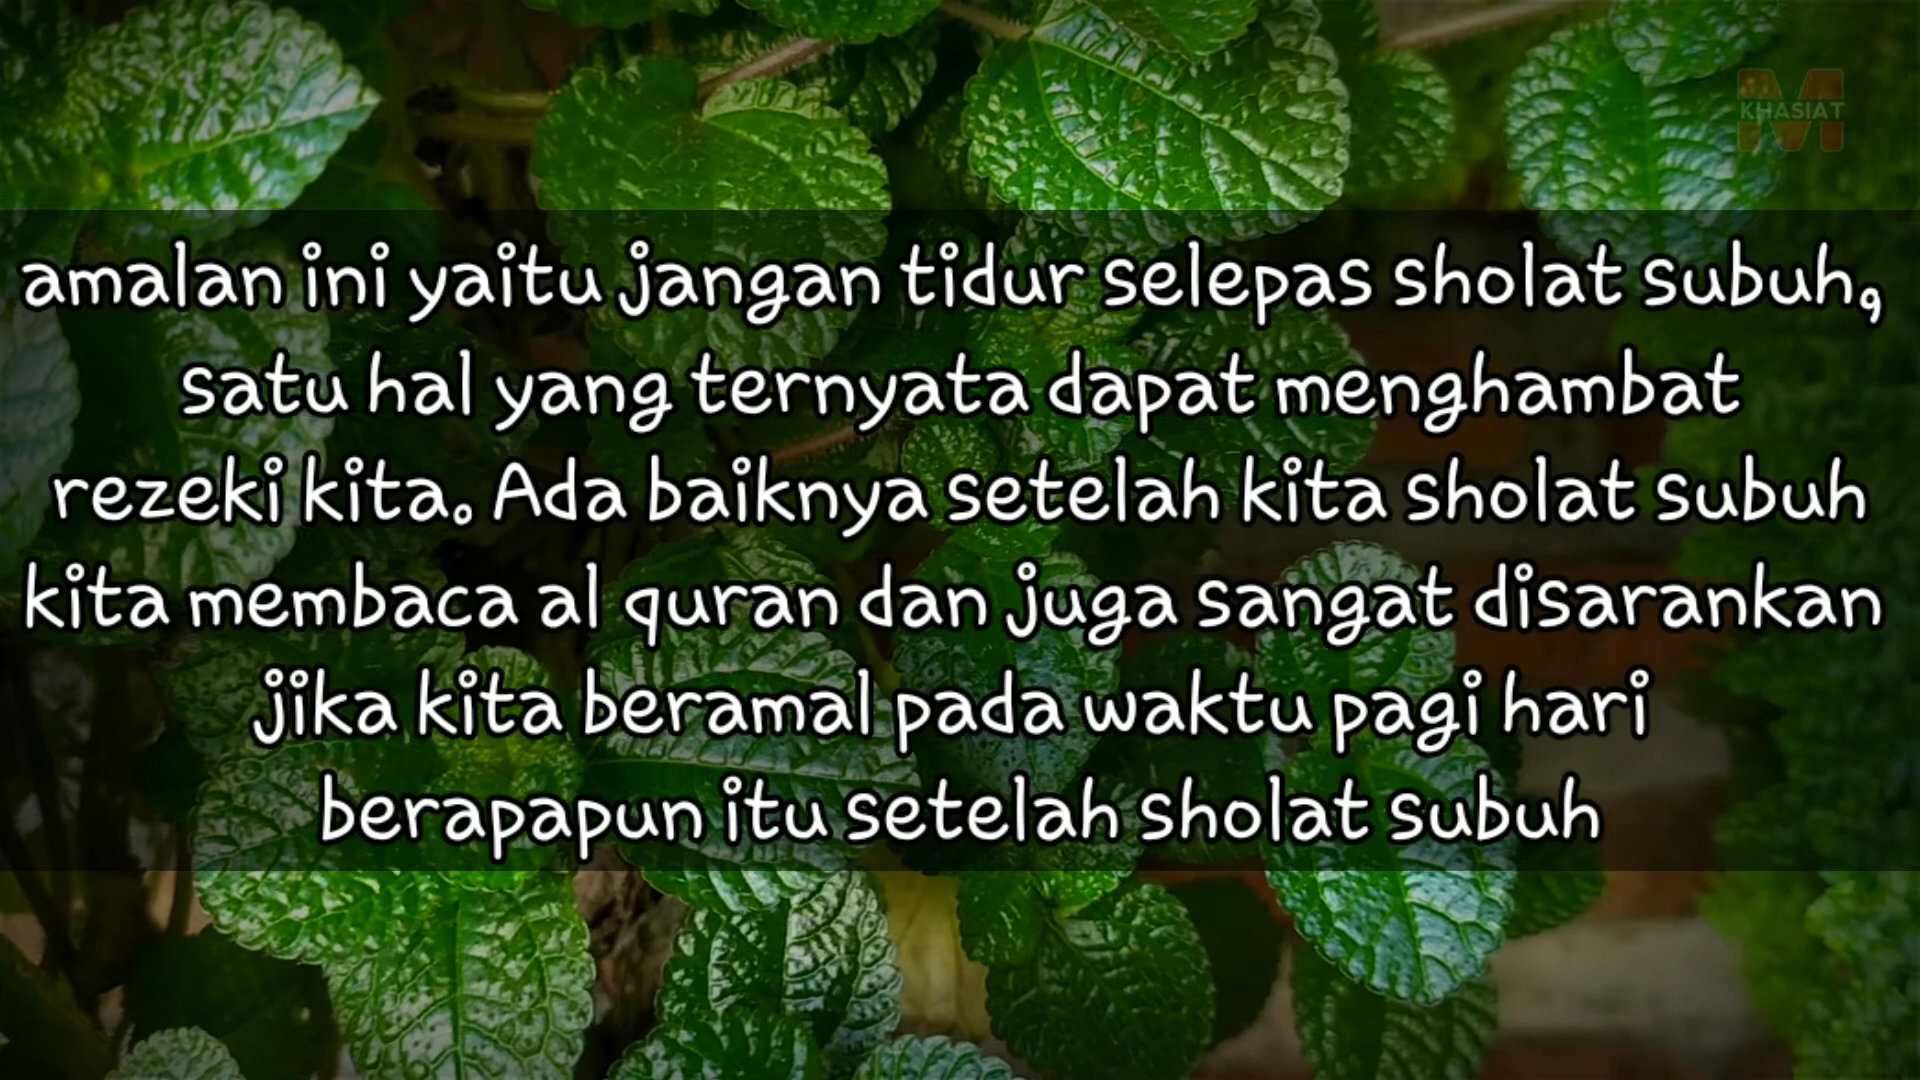 KHASIAT
amalan ini yaitu jangan tidur selepas sholat subuh,
satu hal yang ternyata dapat menghambat
rezeki kita. Ada baiknya setelah kita sholat subuh
kita membaca al quran dan juga sangat disarankan
jika kita beramal pada waktu pagi hari
berapapun itu setelah sholat subuh